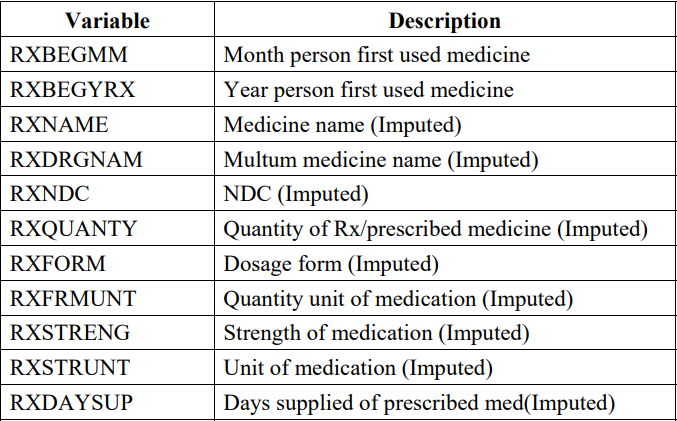 Variable Description
RXBEGMM Month person first used medicine
RXBEGYRX Year person first used medicine
RXNAME Medicine name (Imputed)
RXDRGNAM Multum medicine name (Imputed)
RXNDC NDC (Imputed)
RXQUANTY Quantity of Rx/prescribed medicine (Imputed)
RXFORM Dosage form (Imputed)
RXFRMUNT Quantity unit of medication (Imputed)
RXSTRENG Strength of medication (Imputed)
RXSTRUNT Unit of medication (Imputed)
RXDAYSUP Days supplied of prescribed med(Imputed)